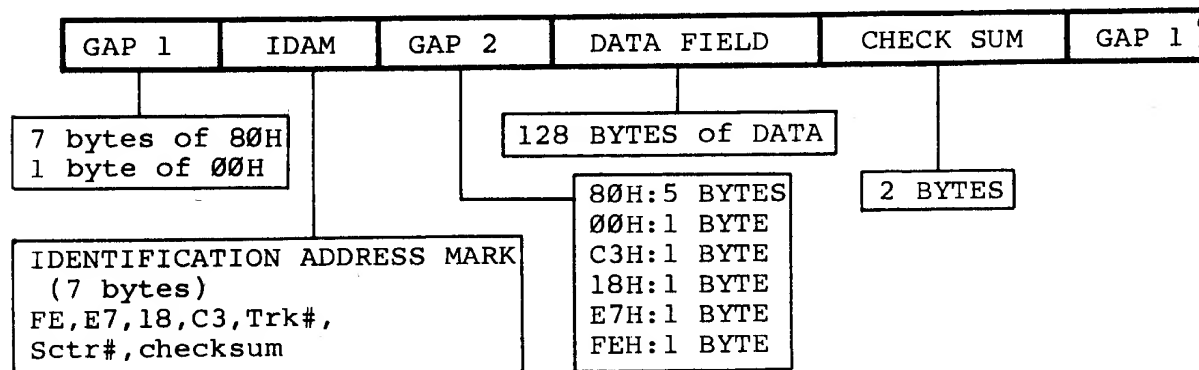 GAP 1 IDAM GAP 2 DATA FIELD CHECK SUM GAP 1
7 bytes of 8ØH
1 byte of ØØH
128 BYTES of DATA
2 BYTES
8ØH:5 BYTES
ØØH:1 BYTE
C3H:1 BYTE
18H:1 BYTE
E7H:1 BYTE
FEH:1 BYTE
IDENTIFICATION ADDRESS MARK
(7 bytes)
FE,E7,18,C3,Trk#,
Sctr#,checksum